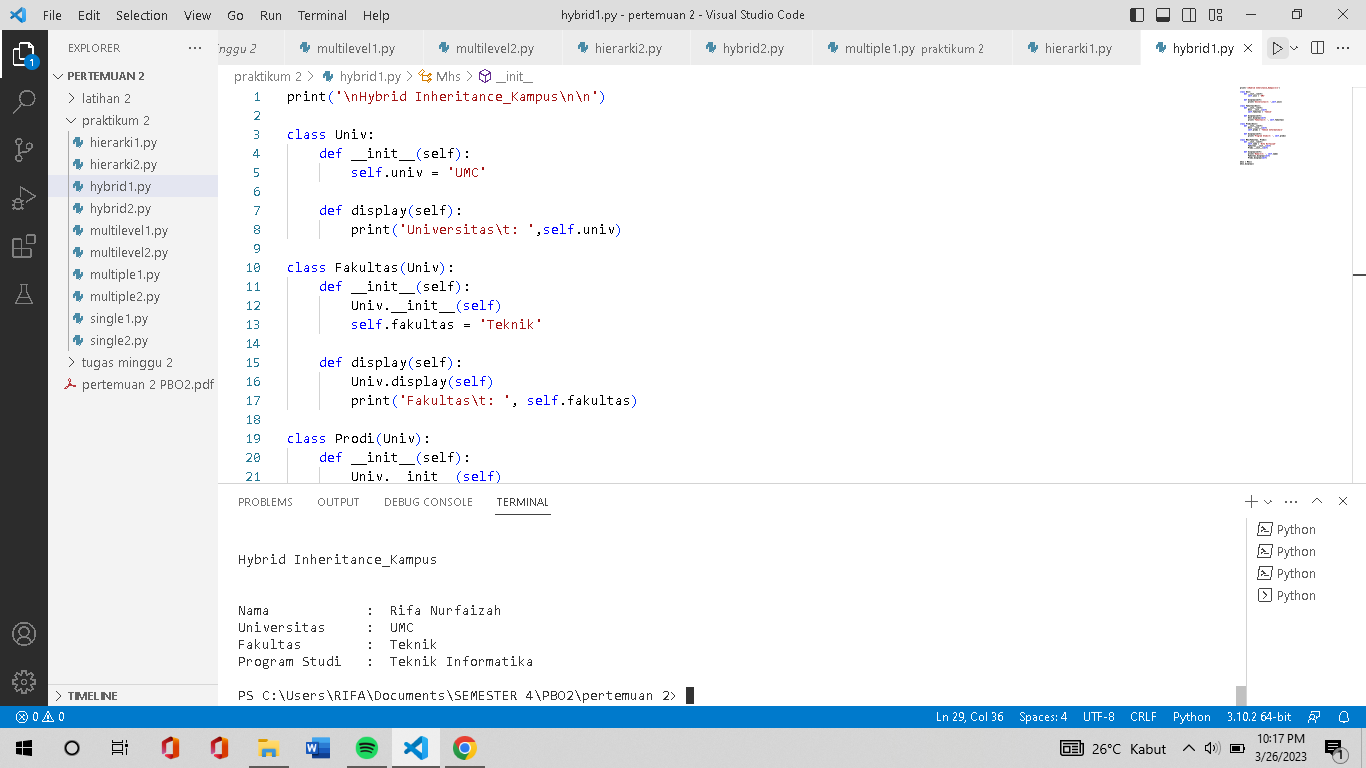 File Edit Selection View Go Run Terminal Help
hybrid1.py - pertemuan 2 - Visual Studio Code
EXPLORER
PERTEMUAN 2
latihan 2
praktikum 2
hierarki1.py
hierarki2.py
hybrid1.py
hybrid2.py
multilevel1.py
multilevel2.py
multiple1.py
multiple2.py
single1.py
single2.py
tugas minggu 2
pertemuan 2 PBO2.pdf
TIMELINE
1
nggu 2 multilevel1.py multilevel2.py hierarki2.py hybrid2.py multiple1.py praktikum 2 hierarki1.py hybrid1.py
praktikum 2 > hybrid1.py > Mhs > __init__
1 print('\nHybrid Inheritance_Kampus\n\n')
2
3 class Univ:
4 def __init__(self):
5 self.univ = 'UMC'
6
7 def display(self):
8 print('Universitas\t: ',self.univ)
9
10 class Fakultas(Univ):
11 def __init__(self):
12 Univ.__init__(self)
13 self.fakultas = 'Teknik'
14
15 def display(self):
16 Univ.display(self)
17 print('Fakultas\t: ', self.fakultas)
18
19 class Prodi(Univ):
20 def __init__(self):
21 Univ.__init__(self)
PROBLEMS OUTPUT DEBUG CONSOLE TERMINAL
Hybrid Inheritance_Kampus
Nama : Rifa Nurfaizah
Universitas : UMC
Fakultas : Teknik
Program Studi : Teknik Informatika
PS C:\Users\RIFA\Documents\SEMESTER 4\PBO2\pertemuan 2>
Python
Python
Python
Python
0 0
Ln 29, Col 36 Spaces: 4 UTF-8 CRLF Python 3.10.2 64-bit
26°C Kabut
10:17 PM
3/26/2023
1